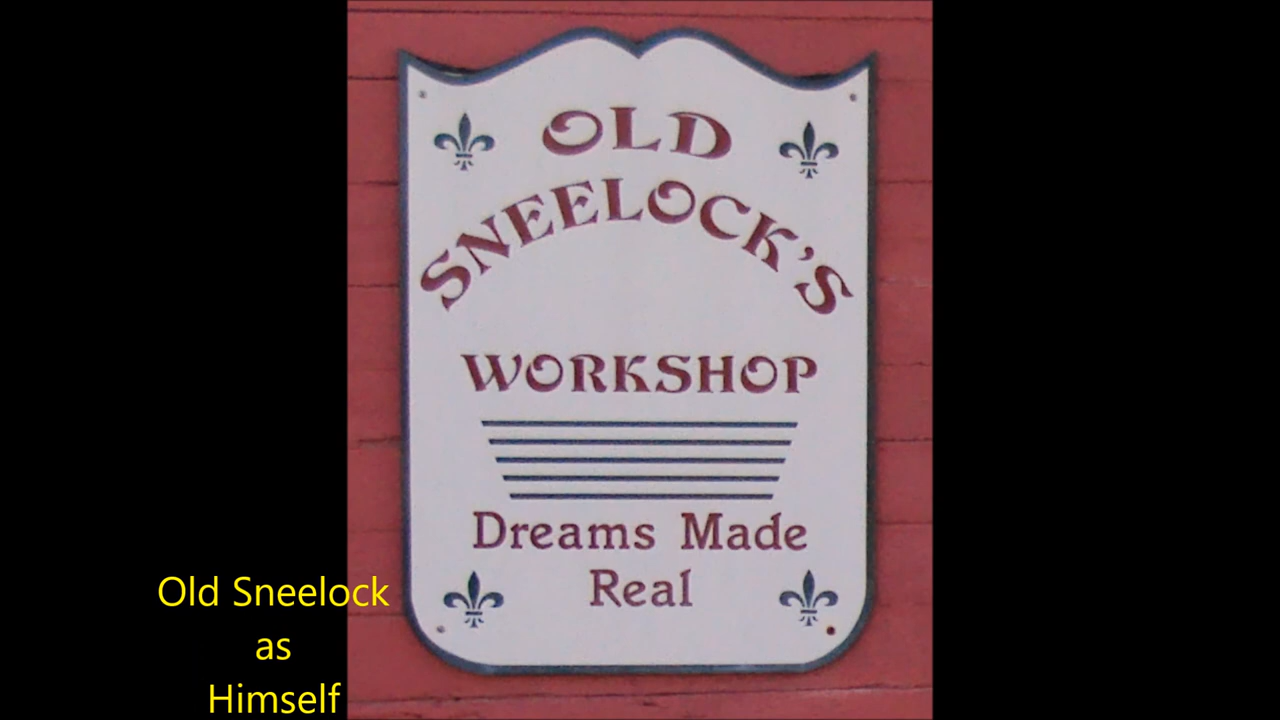 OLD
SNEELOCK'S
WORKSHOP
Dreams Made
Real
Old Sneelock
as
Himself